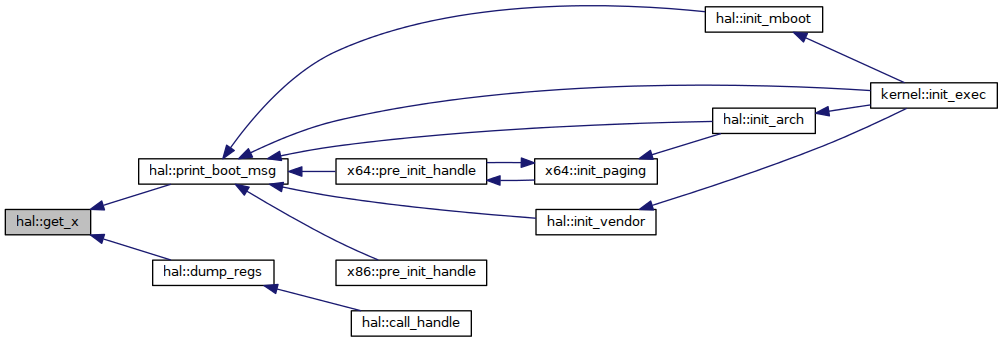 hal::init_mboot
kernel::init_exec
hal::init_arch
hal::print_boot_msg
x64::pre_init_handle
x64::init_paging
hal::get_x
hal::init_vendor
hal::dump_regs
x86::pre_init_handle
hal::call_handle